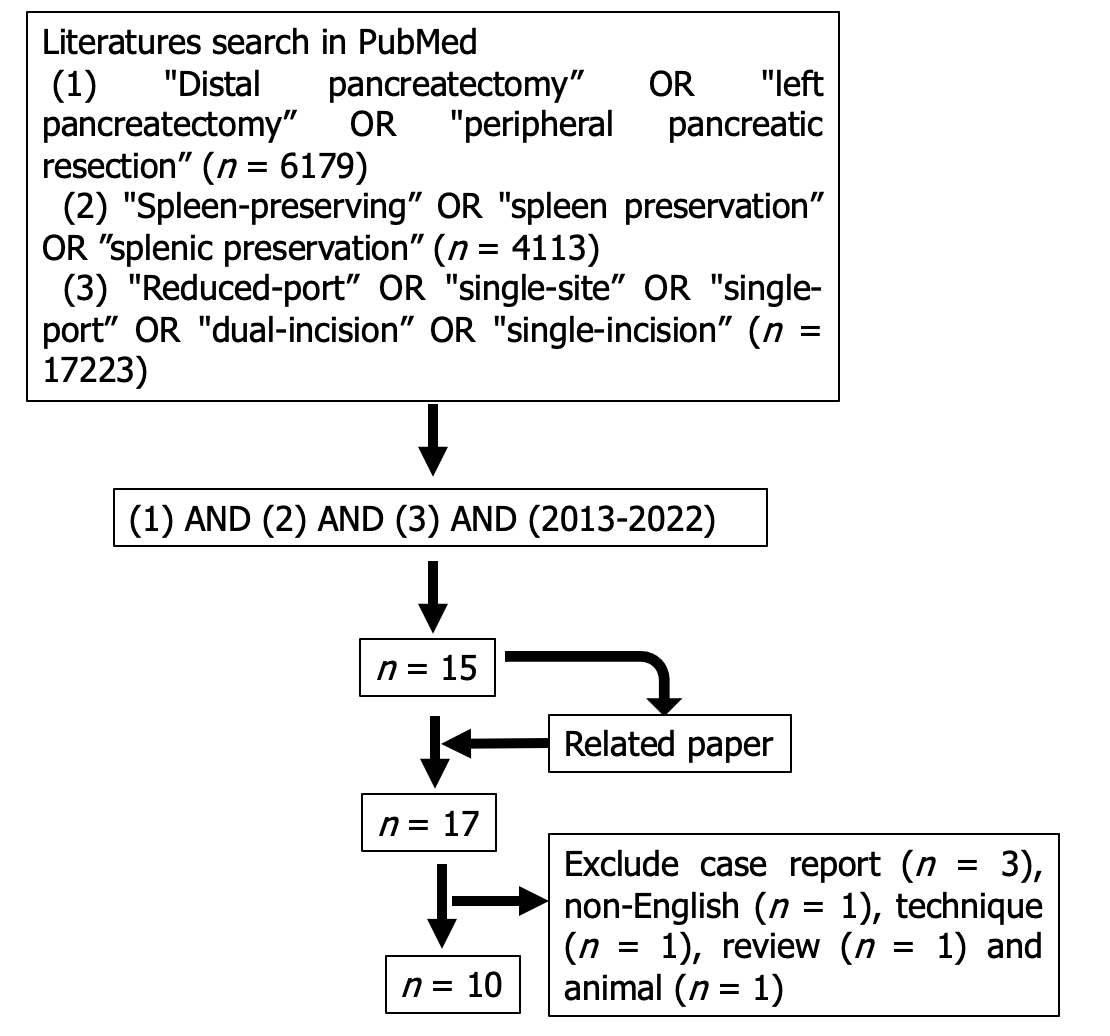 Literatures search in PubMed
(1) "Distal pancreatectomy” OR "left
pancreatectomy” OR "peripheral pancreatic
resection” (n = 6179)
(2) "Spleen-preserving” OR "spleen preservation”
OR ”splenic preservation” (n = 4113)
(3) "Reduced-port” OR "single-site” OR "single-
port” OR "dual-incision” OR "single-incision” (n =
17223)
(1) AND (2) AND (3) AND (2013-2022)
n = 15
Related paper
n = 17
Exclude case report (n = 3),
non-English (n = 1), technique
(n = 1), review (n = 1) and
animal (n = 1)
n = 10